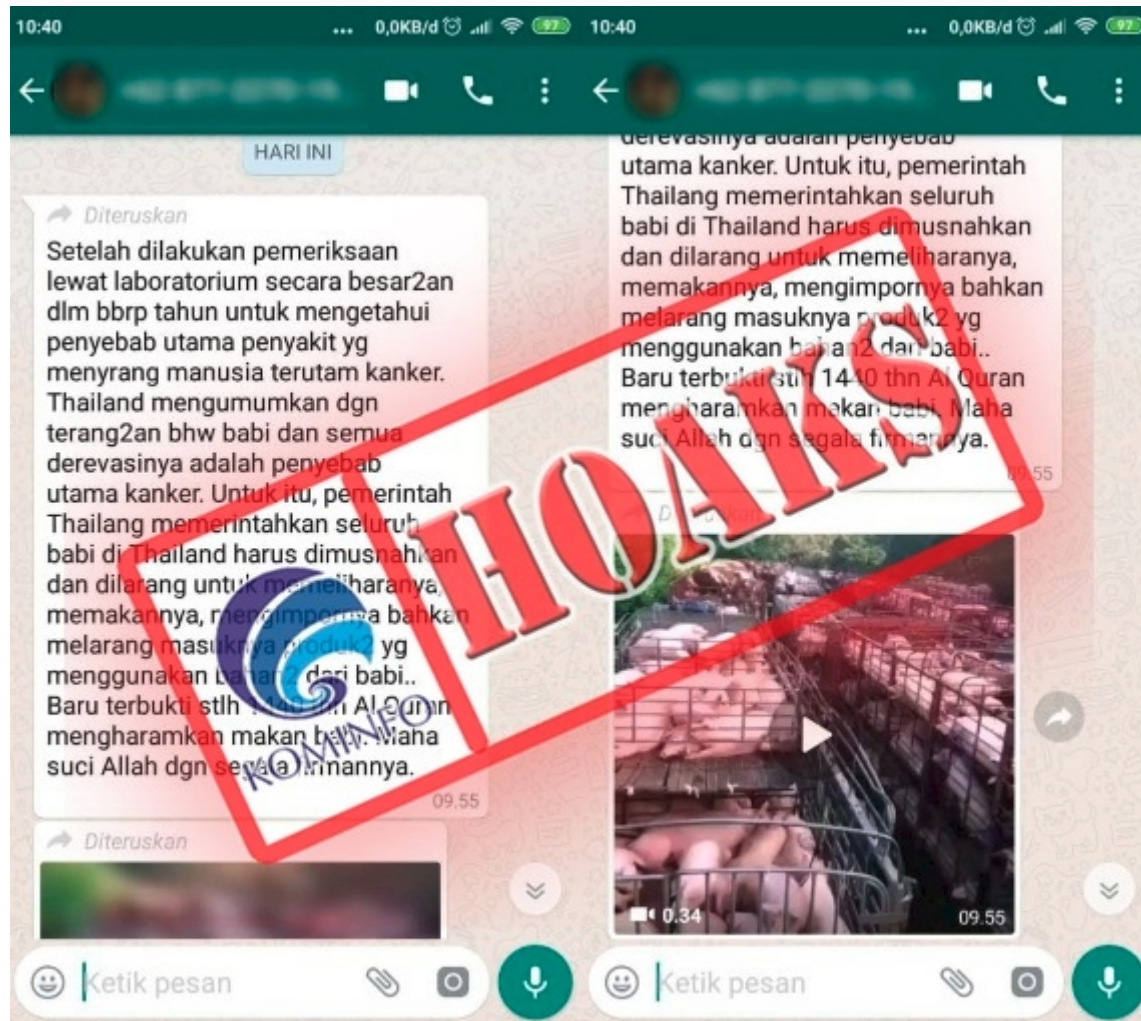 10:40
... 0,0KB/d
97
HARI INI
Diteruskan
Setelah dilakukan pemeriksaan
lewat laboratorium secara besar2an
dlm bbrp tahun untuk mengetahui
penyebab utama penyakit yg
menyrang manusia terutam kanker.
Thailand mengumumkan dgn
terang2an bhw babi dan semua
derevasinya adalah penyebab
utama kanker. Untuk itu, pemerintah
Thailang memerintahkan seluruh
babi di Thailand harus dimusnahkan
dan dilarang untuk memeliharanya,
memakannya, mengimpornya bahkan
melarang masuknya produk2 yg
menggunakan bahan2 dari babi..
Baru terbukti stlh 1440 thn Al Quran
mengharamkan makan babi. Maha
suci Allah dgn segala firmannya.
09.55
Diteruskan
Ketik pesan
10:40
... 0,0KB/d
97
derevasinya adalah penyebab
utama kanker. Untuk itu, pemerintah
Thailang memerintahkan seluruh
babi di Thailand harus dimusnahkan
dan dilarang untuk memeliharanya,
memakannya, mengimpornya bahkan
melarang masuknya produk2 yg
menggunakan bahan2 dari babi..
Baru terbukti stlh 1440 thn Al Quran
mengharamkan makan babi. Maha
suci Allah dgn segala firmannya.
09.55
0.34
09.55
Ketik pesan
KOMINFO
HOAKS